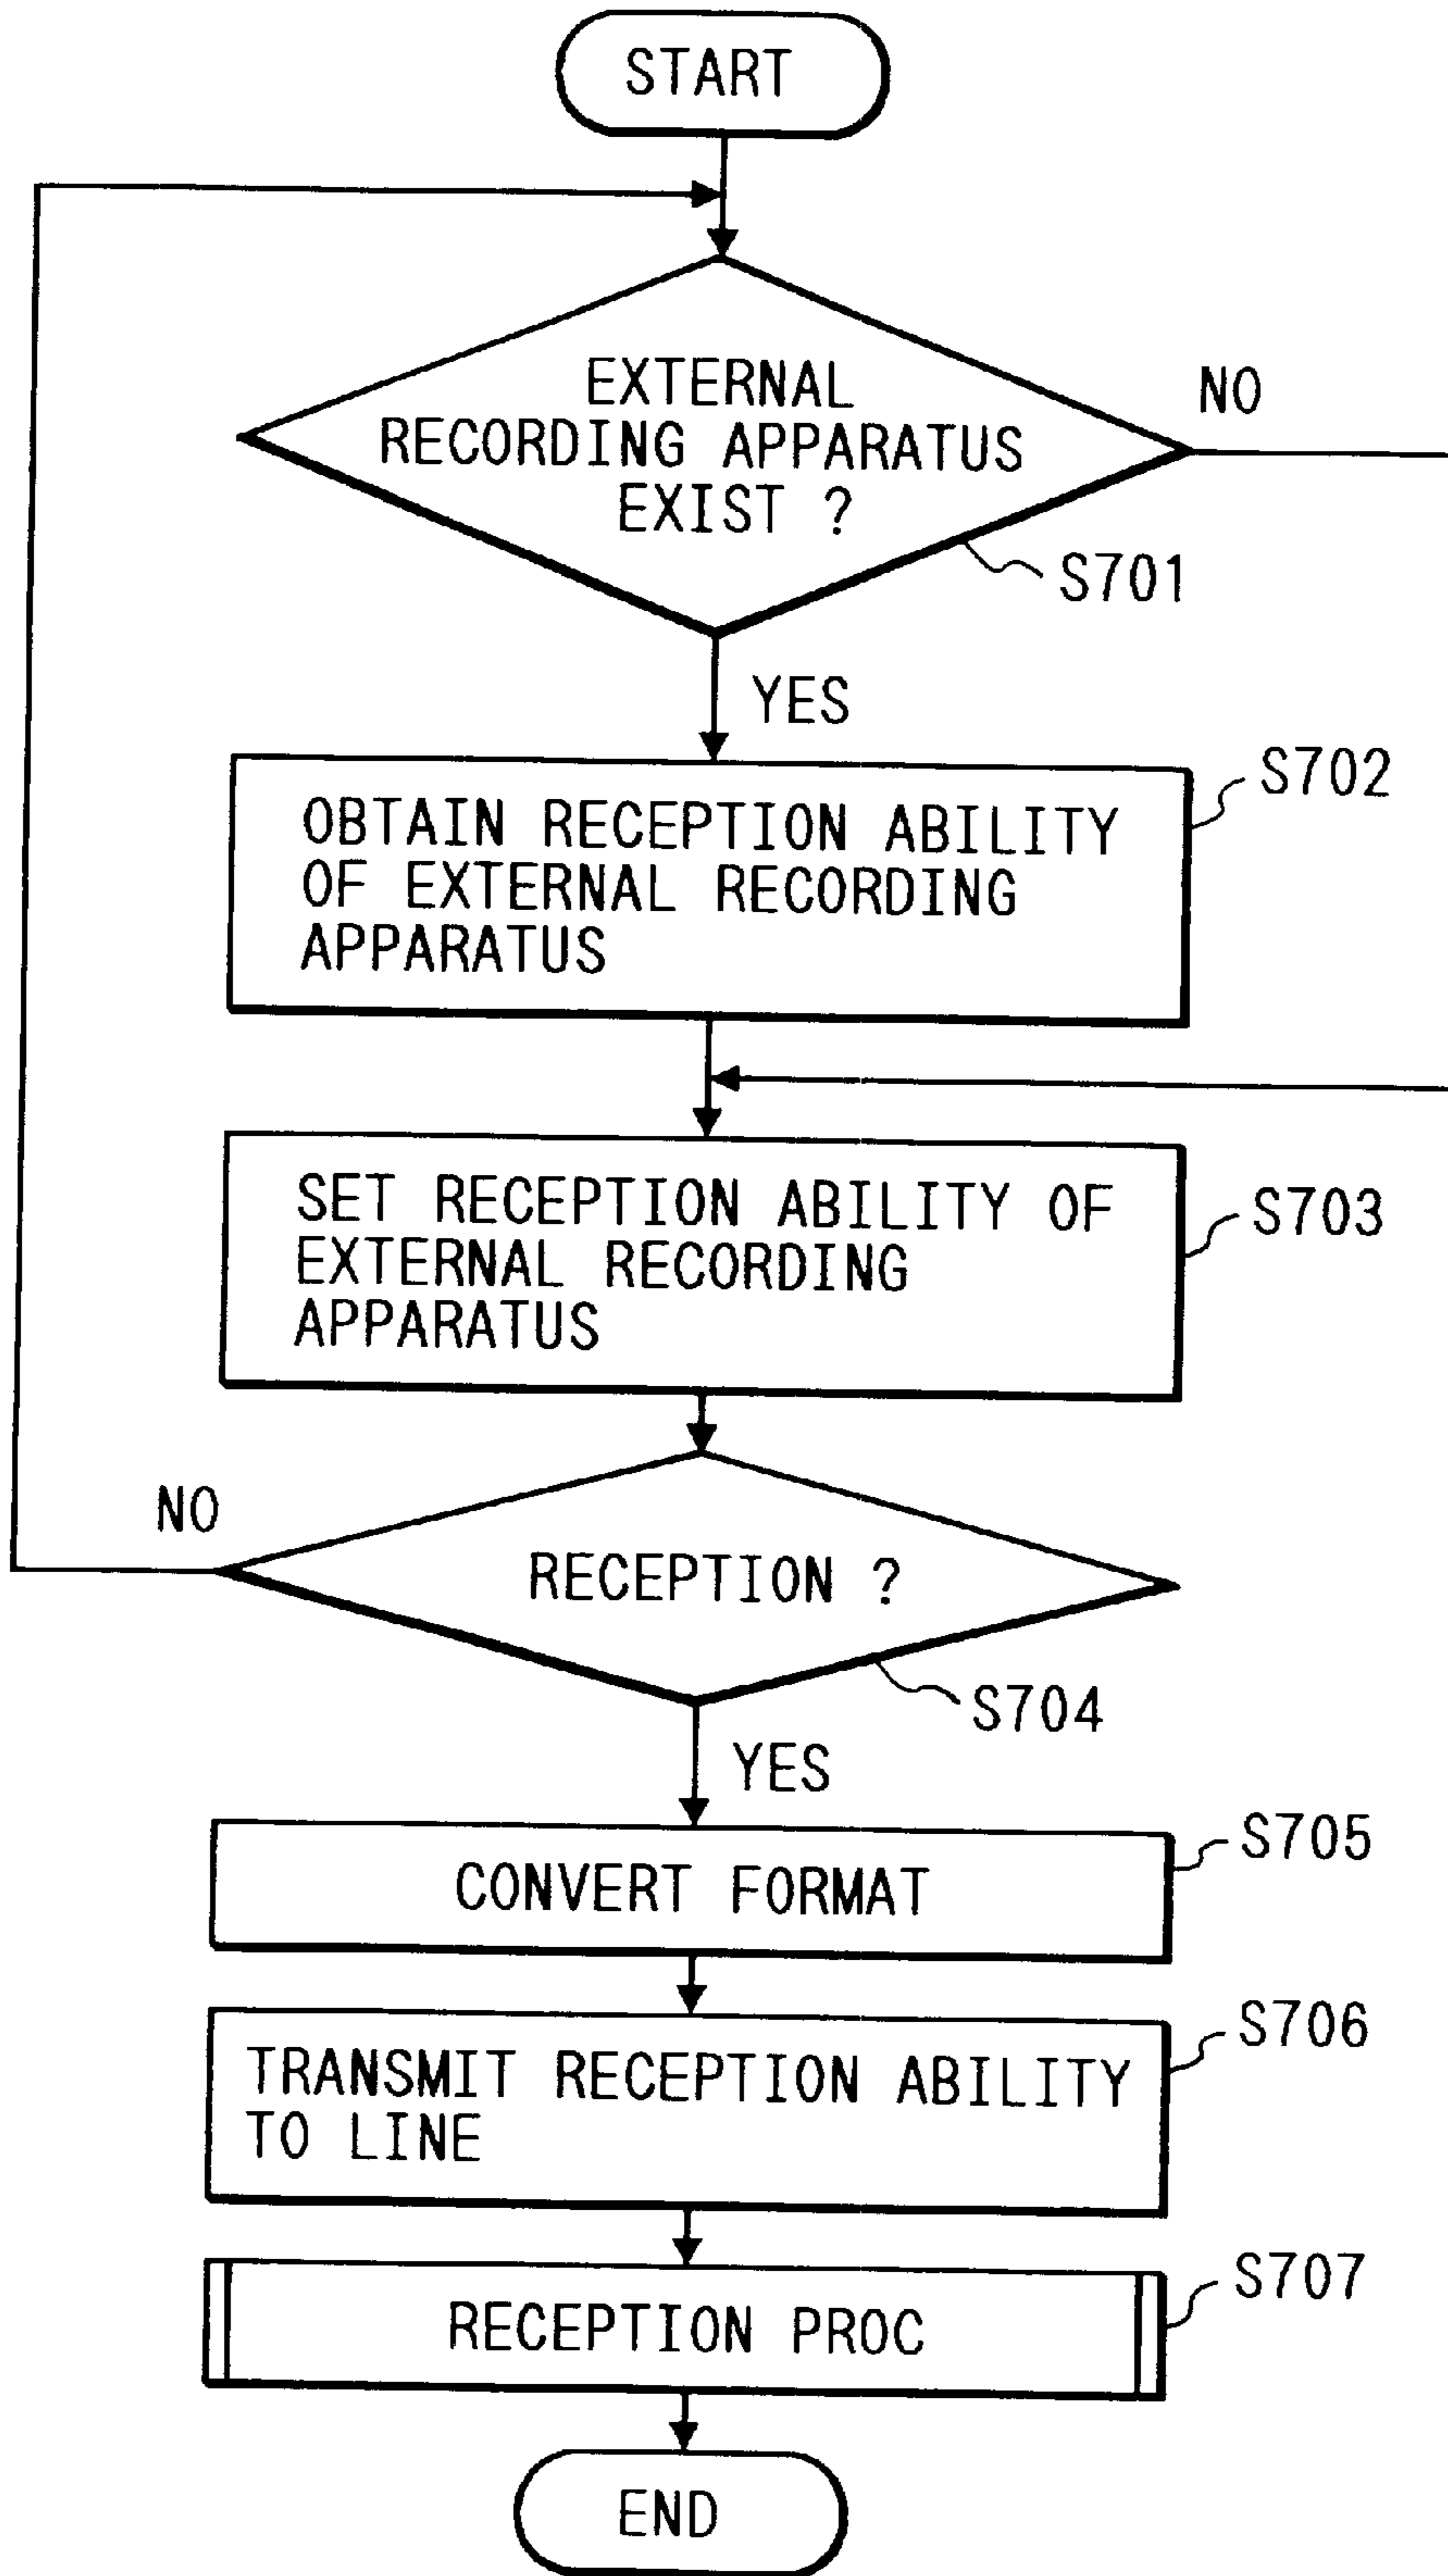 START
EXTERNAL
RECORDING APPARATUS
EXIST ?
NO
S701
YES
S702
OBTAIN RECEPTION ABILITY
OF EXTERNAL RECORDING
APPARATUS
SET RECEPTION ABILITY OF
EXTERNAL RECORDING
APPARATUS
S703
NO
RECEPTION ?
S704
YES
S705
CONVERT FORMAT
S706
TRANSMIT RECEPTION ABILITY
TO LINE
S707
RECEPTION PROC
END